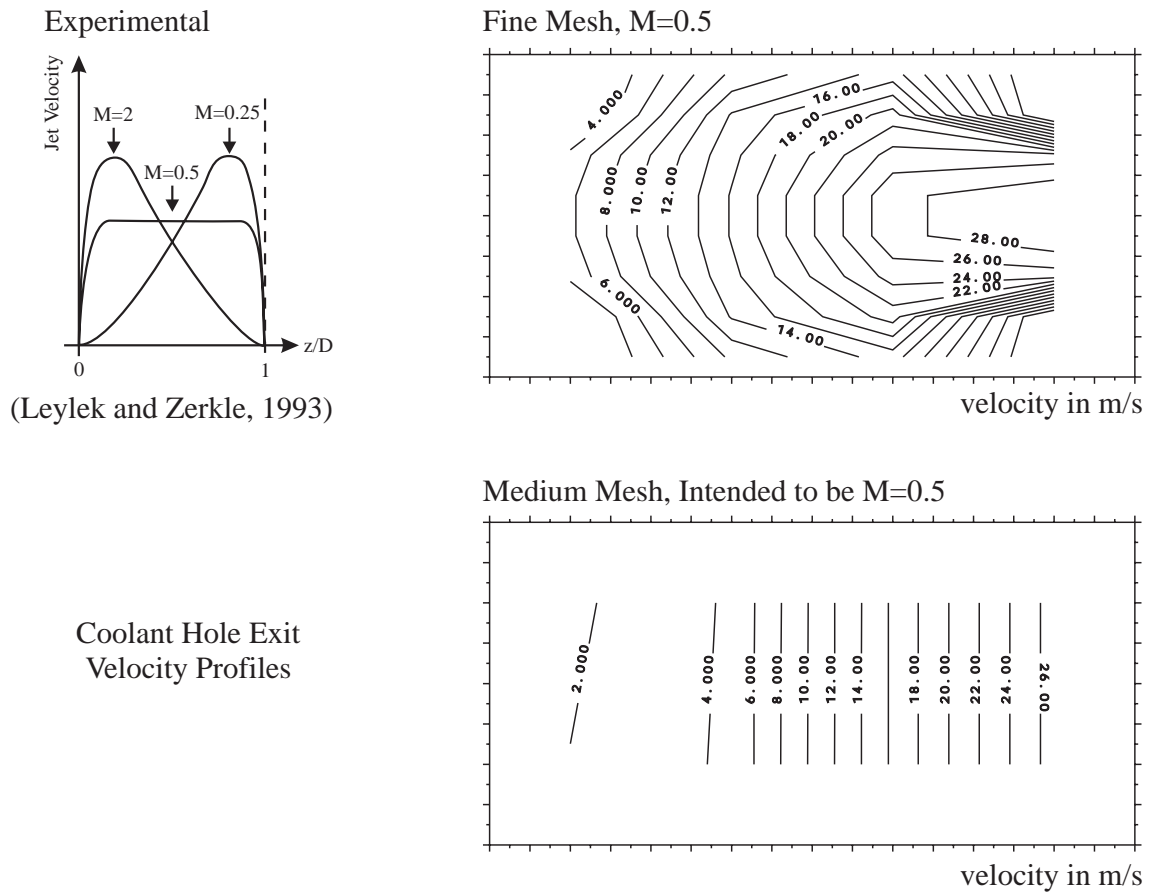 Experimental
Jet Velocity
M=2
M=0.25
M=0.5
z/D
0
1
(Leylek and Zerkle, 1993)
Fine Mesh, M=0.5
4.000
16.00
18.00
20.00
8.000
10.00
12.00
28.00
26.00
24.00
22.00
6.000
14.00
velocity in m/s
Medium Mesh, Intended to be M=0.5
Coolant Hole Exit
Velocity Profiles
2.000
4.000
6.000
8.000
10.00
12.00
14.00
18.00
20.00
22.00
24.00
26.00
velocity in m/s